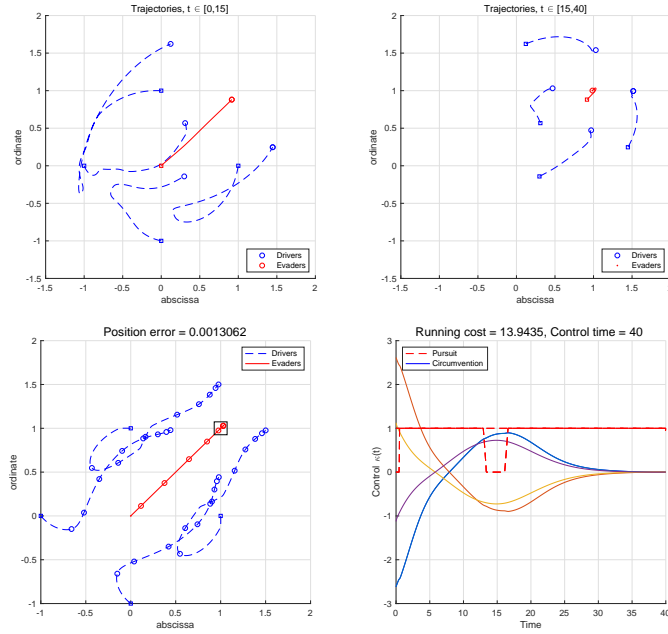 Trajectories, t ∈ [0,15]
2
1.5
1
0.5
0
-0.5
-1
-1.5
ordinate
-1.5 -1 -0.5 0 0.5 1 1.5 2
abscissa
Drivers
Evaders
Trajectories, t ∈ [15,40]
2
1.5
1
0.5
0
-0.5
-1
-1.5
ordinate
-1.5 -1 -0.5 0 0.5 1 1.5 2
abscissa
Drivers
Evaders
Position error = 0.0013062
2
1.5
1
0.5
0
-0.5
-1
ordinate
-1 -0.5 0 0.5 1 1.5 2
abscissa
Drivers
Evaders
Running cost = 13.9435, Control time = 40
3
2
1
0
-1
-2
-3
Control κ(t)
0 5 10 15 20 25 30 35 40
Time
Pursuit
Circumvention